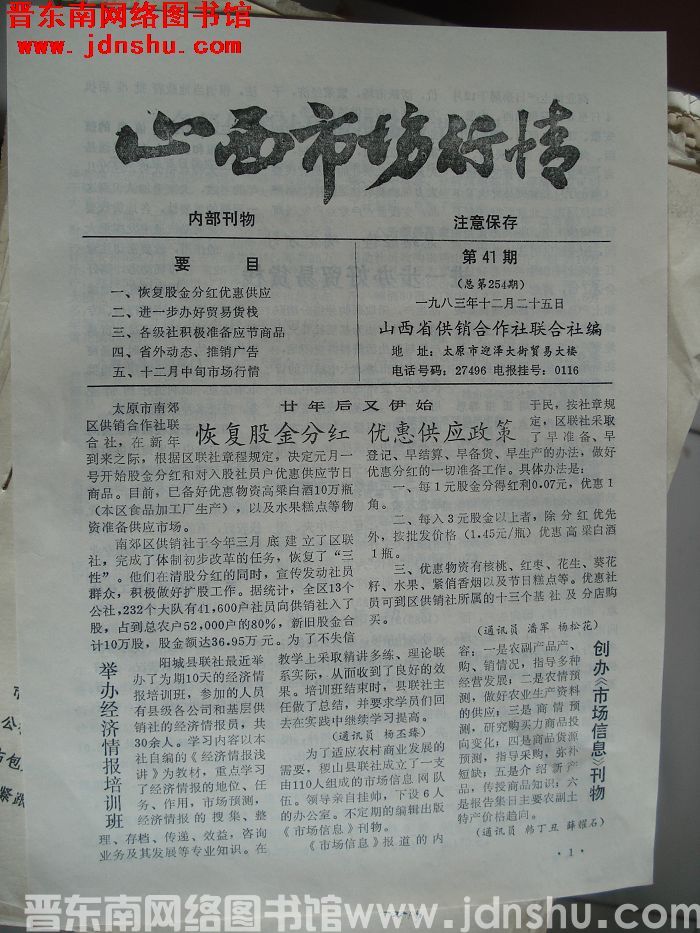 晋东南网络图书馆
www.jdnshu.com
山西市场行情
内部刊物 注意保存
要 目
一、恢复股金分红优惠供应
二、进一步办好贸易货栈
三、各级社积极准备应节商品
四、省外动态、推销广告
五、十二月中旬市场行情
第41期
（总第254期）
一九八三年十二月二十五日
山西省供销合作社联合社编
地 址：太原市迎泽大街贸易大楼
电话号码：27496 电报挂号：0116
廿年后又伊始
恢复股金分红 优惠供应政策
太原市南郊
区供销合作社联
合社，在新年
到来之际，根据区联社章程规定，决定元月一
号开始股金分红和对入股社员户优惠供应节日
商品。目前，已备好优惠物资高粱白酒10万瓶
（本区食品加工厂生产），以及水果糕点等物
资准备供应市场。
南郊区供销社于今年三月底建立了区联
社，完成了体制初步改革的任务，恢复了“三
性”。他们在清股分红的同时，宣传发动社员
群众，积极做好扩股工作。据统计，全区13个
公社，232个大队有41,600户社员向供销社入了
股，占到总农户52,000户的80%，新旧股金合
计10万股，股金额达36.95万元。为了不失信
于民，按社章规
定，区联社采取
了早准备、早
登记、早结算、早备货、早生产的办法，做好
优惠分红的一切准备工作。具体办法是：
一、每1元股金分得红利0.07元，优惠1
角。
二、每入3元股金以上者，除分红优先
外，按批发价格（1.45元/瓶）优惠高粱白酒
1瓶。
三、优惠物资有核桃、红枣、花生、葵花
籽、水果、紧俏香烟以及节日糕点等。优惠社
员可到区供销社所属的十三个基社及分店购
买。
（通讯员 潘军 杨松花）
举办经济情报培训班
阳城县联社最近举
办了为期10天的经济情
报培训班，参加的人员
有县级各公司和基层供
销社的经济情报员，共
30余人。学习内容以本
社自编的《经济情报浅
讲》为教材，重点学习
了经济情报的地位、任
务、作用，市场预测，
经济情报的搜集、整
理、存档、传递、效益，咨询
业务及其发展等专业知识。在
教学上采取精讲多练、理论联
系实际，从而收到了良好的效
果。培训班结束时，县联社主
任做了总结，并要求学员们回
去在实践中继续学习提高。
（通讯员 杨丕臻）
创办《市场信息》刊物
为了适应农村商业发展的
需要，稷山县联社成立了一支
由110人组成的市场信息网队
伍。领导亲自挂帅，下设6人
的办公室。不定期的编辑出版
《市场信息》刊物。
《市场信息》报道的内
容：一是农副产品产、
购、销情况，指导多种
经营发展；二是农情预
测，做好农业生产资料
的供应；三是商情预
测，研究购买力商品投
向变化；四是商品货源
预测，指导采购，弥补
短缺；五是介绍新产
品，传授商品知识；六
是报告集日主要农副土
特产价格趋向。
（通讯员 韩丁丑 薛耀石）
·1·
晋东南网络图书馆 www.jdnshu.com